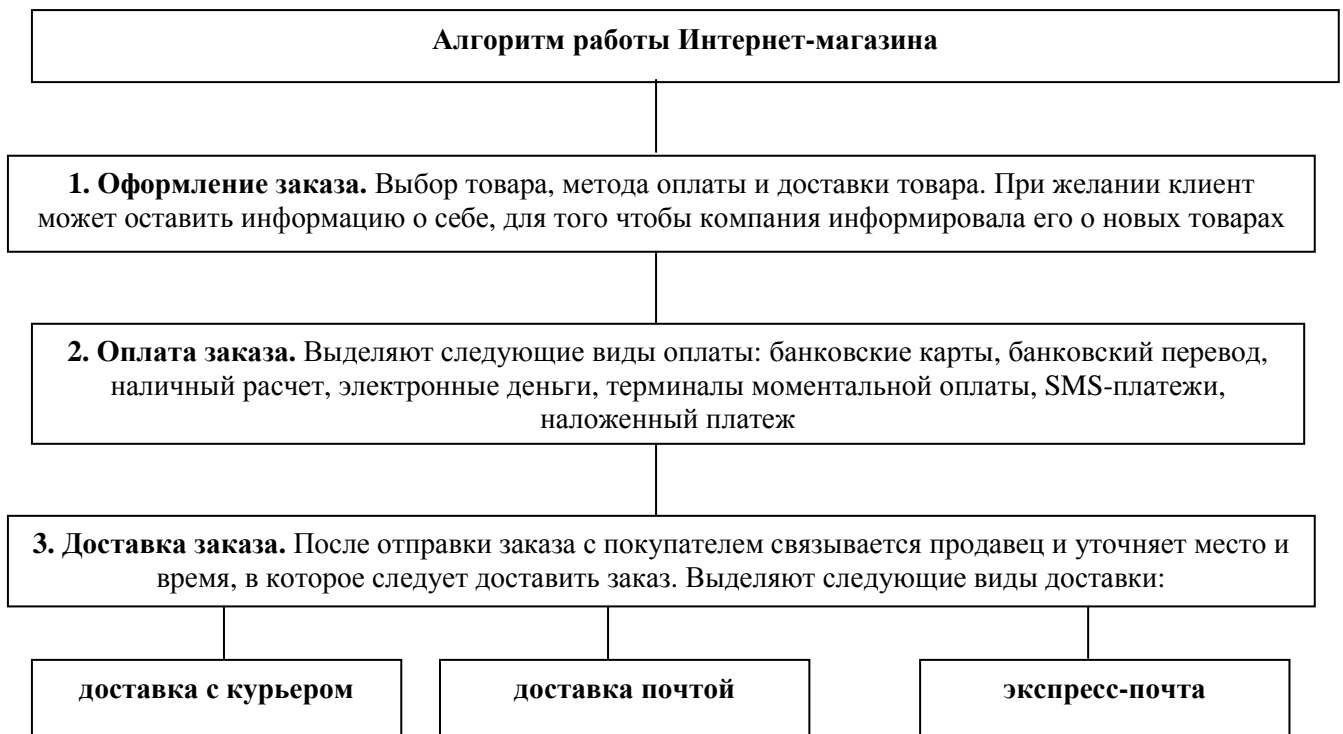 Алгоритм работы Интернет-магазина
1. Оформление заказа. Выбор товара, метода оплаты и доставки товара. При желании клиент
может оставить информацию о себе, для того чтобы компания информировала его о новых товарах
2. Оплата заказа. Выделяют следующие виды оплаты: банковские карты, банковский перевод,
наличный расчет, электронные деньги, терминалы моментальной оплаты, SMS-платежи,
наложенный платеж
3. Доставка заказа. После отправки заказа с покупателем связывается продавец и уточняет место и
время, в которое следует доставить заказ. Выделяют следующие виды доставки:
доставка с курьером
доставка почтой
экспресс-почта